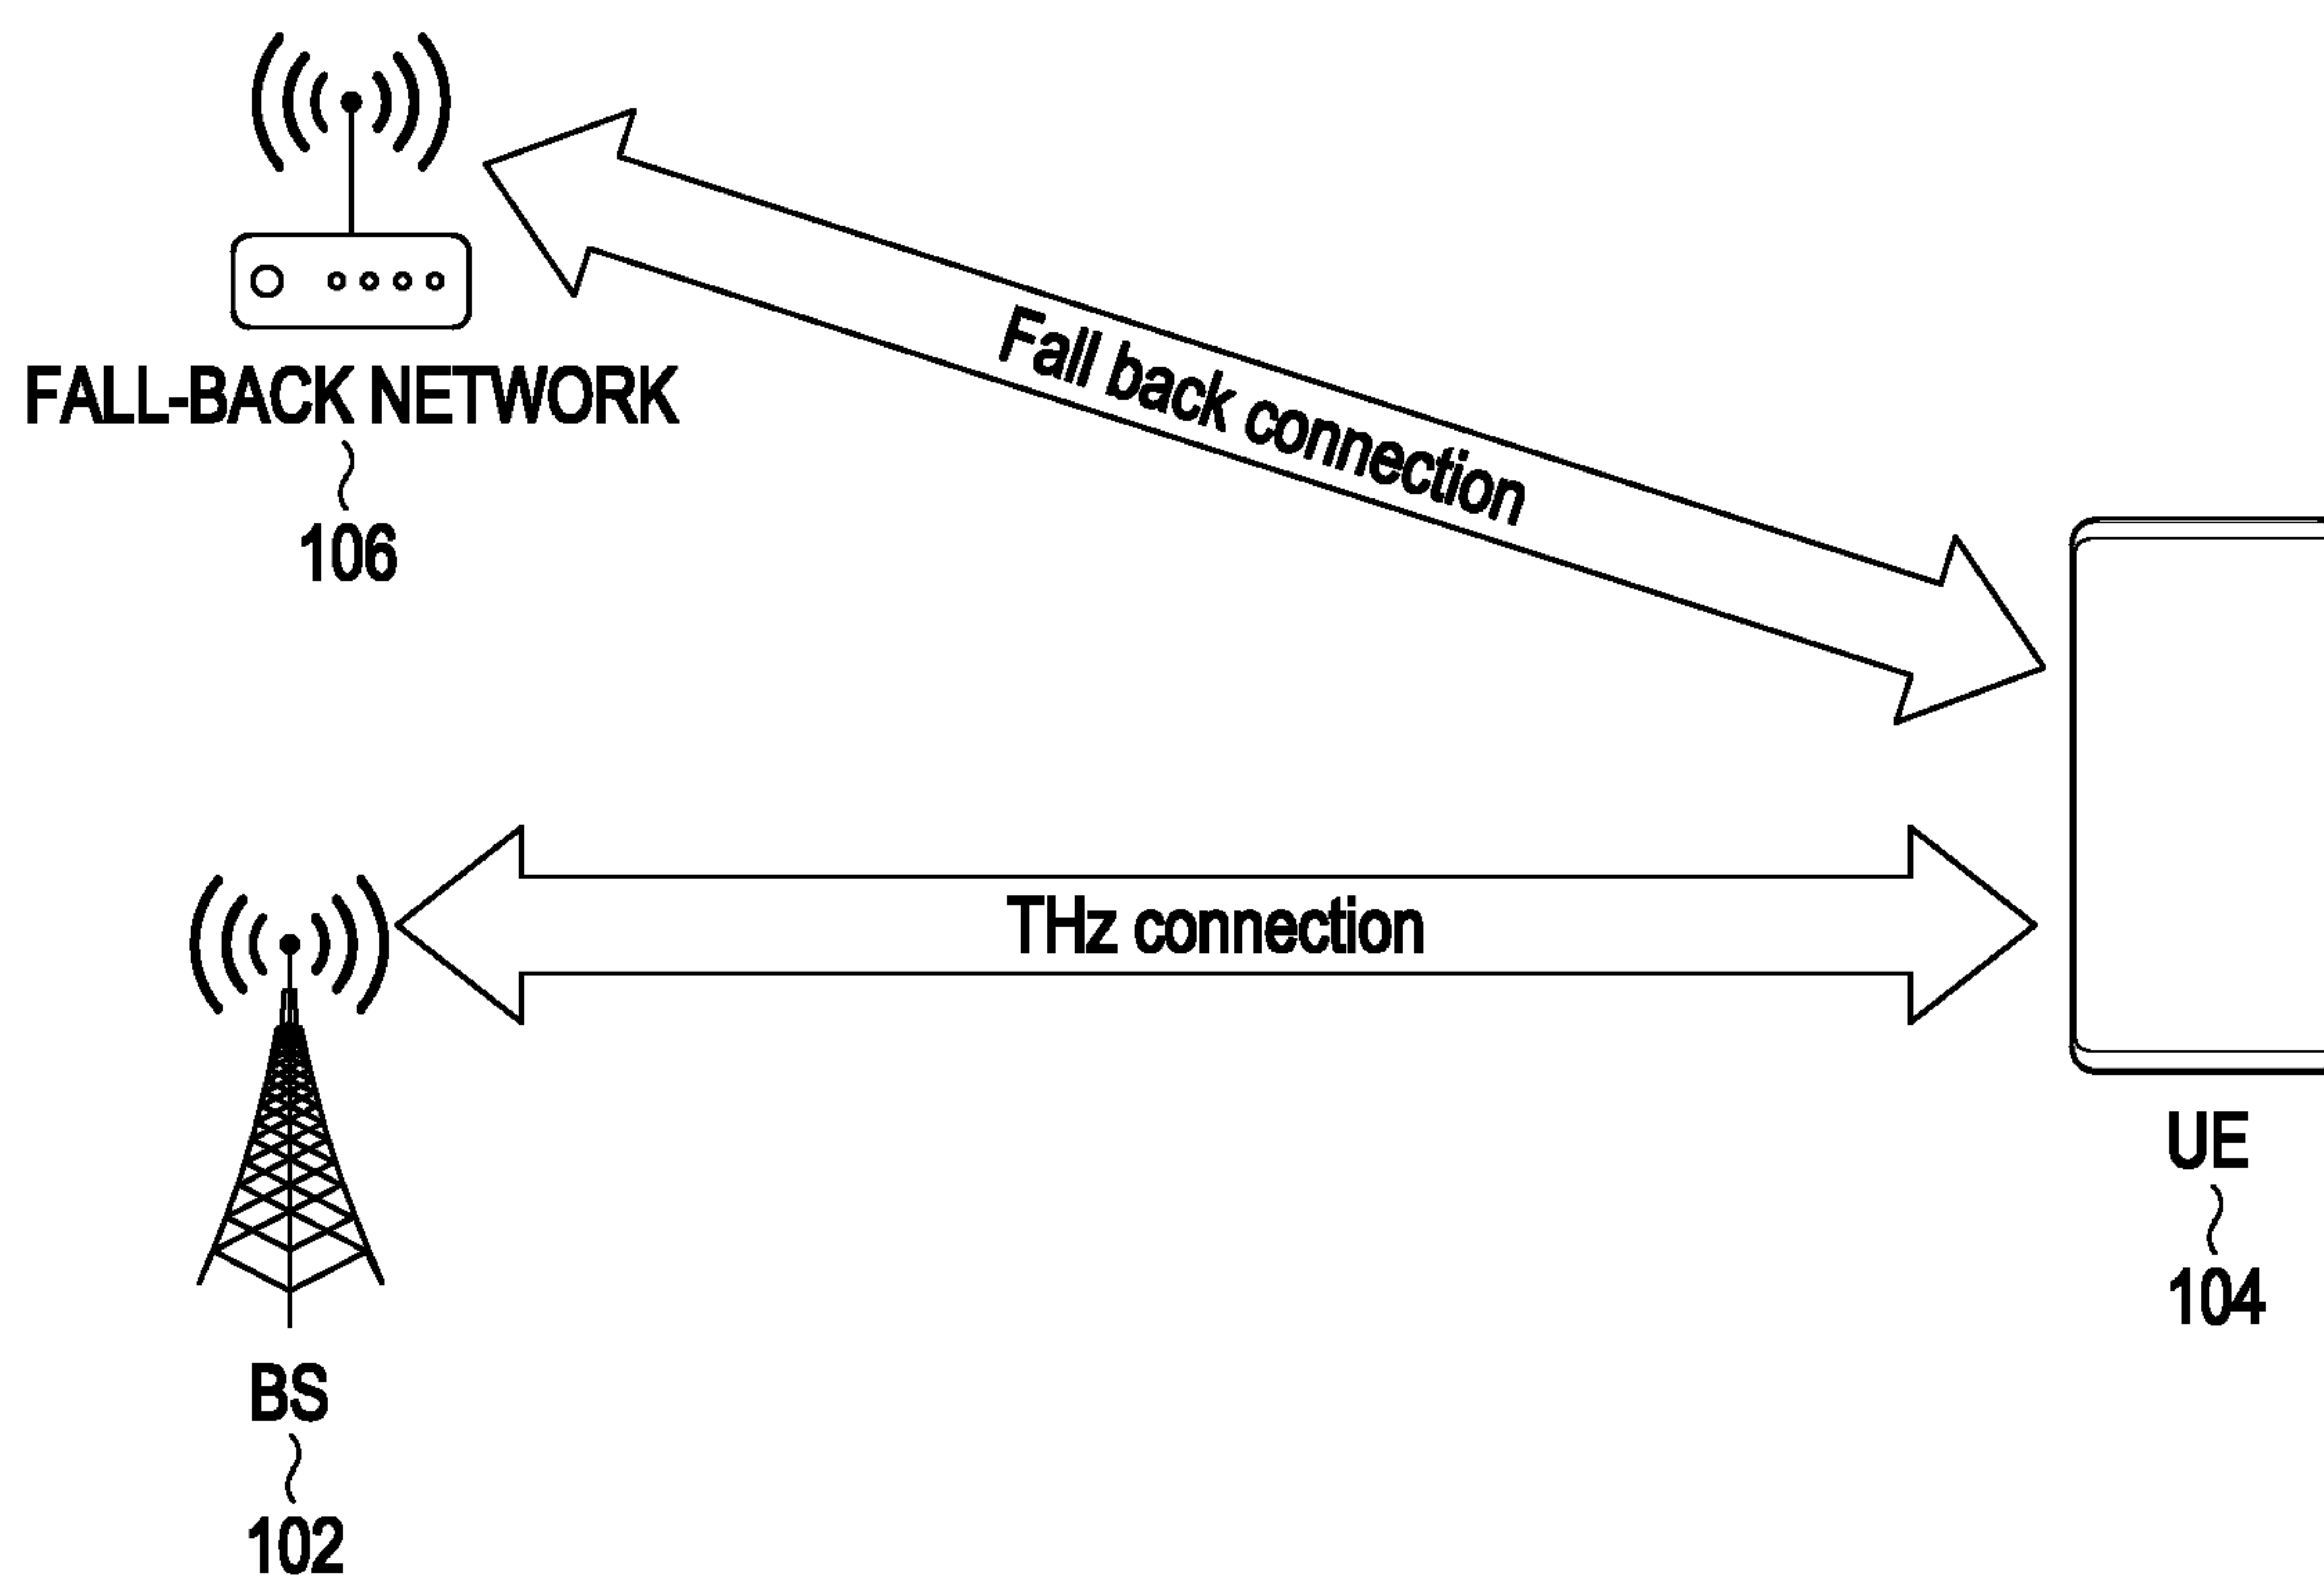 FALL-BACK NETWORK
106
Fall back connection
THz connection
UE
104
BS
102